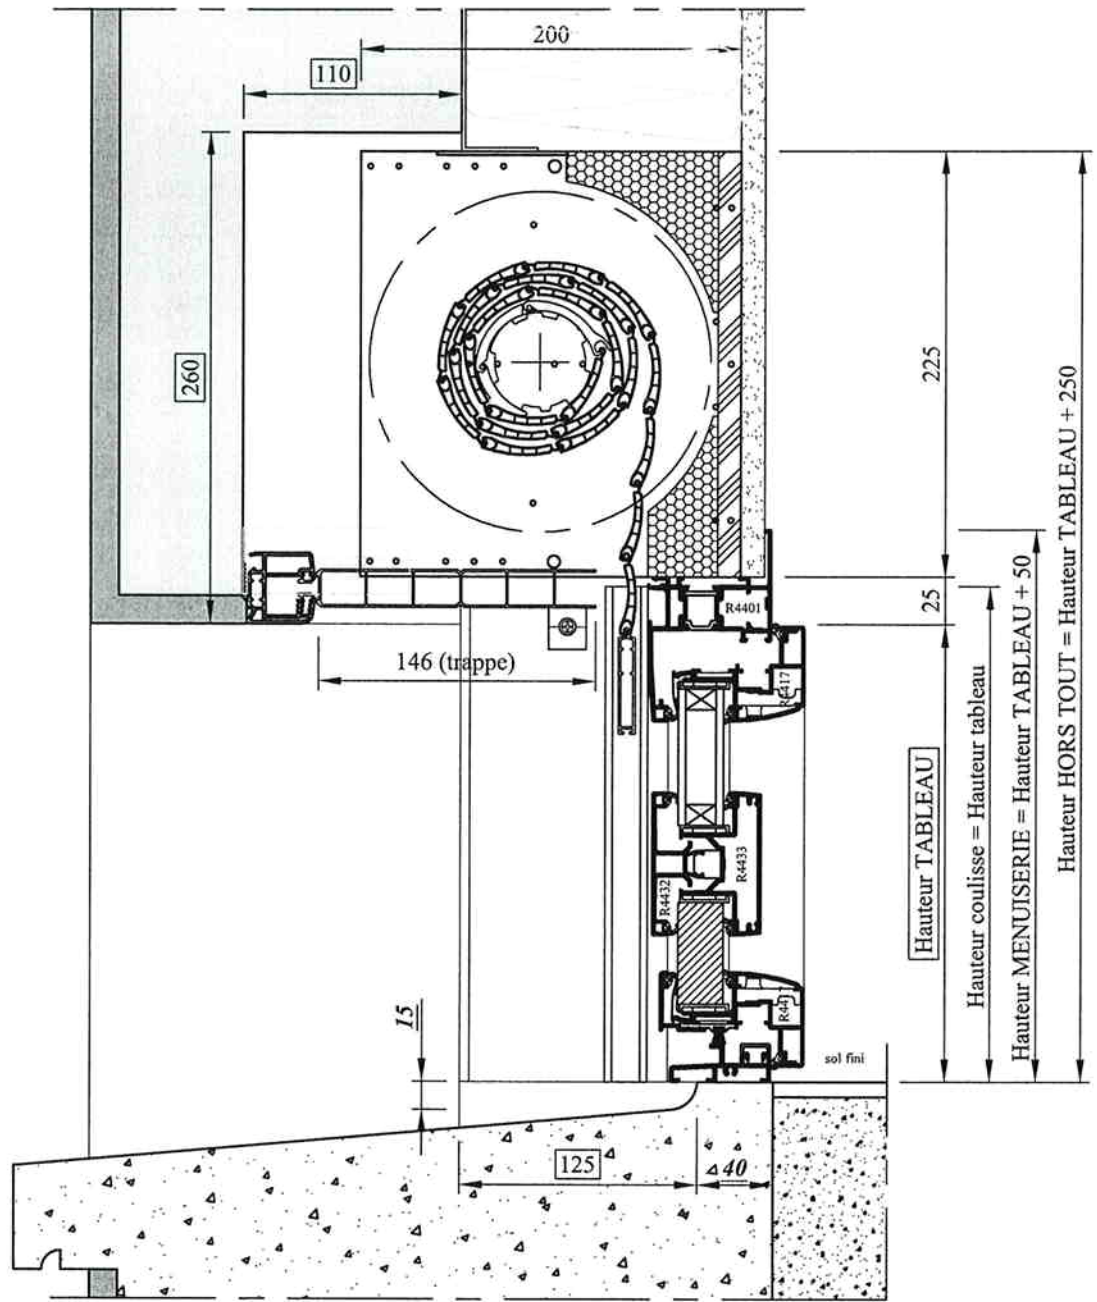 200
110
260
225
Hauteur HORS TOUT = Hauteur TABLEAU + 250
25
R4401
146 (trappe)
R4417
Hauteur TABLEAU
Hauteur coulisse = Hauteur tableau
Hauteur MENUISERIE = Hauteur TABLEAU + 50
R4433
R4432
15
R4417
sol fini
125
40